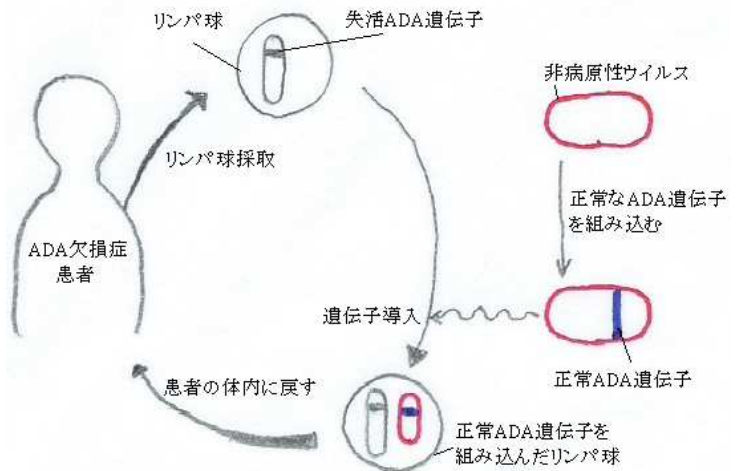 リンパ球
失活ADA遺伝子
非病原性ウイルス
リンパ球採取
正常なADA遺伝子
を組み込む
ADA欠損症
患者
遺伝子導入
正常ADA遺伝子
患者の体内に戻す
正常ADA遺伝子を
組み込んだリンパ球